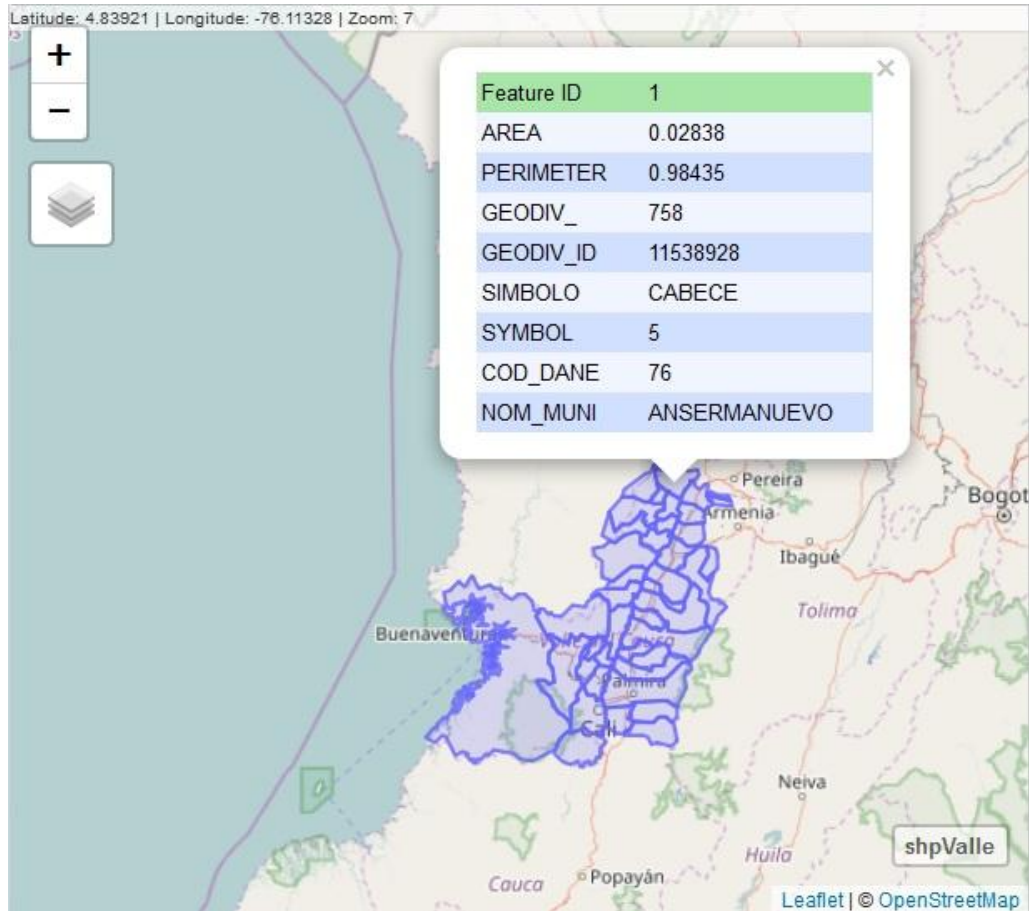 Latitude: 4.83921 | Longitude: -76.11328 | Zoom: 7
+
−
×
Feature ID 1
AREA 0.02838
PERIMETER 0.98435
GEODIV_ 758
GEODIV_ID 11538928
SIMBOLO CABECE
SYMBOL 5
COD_DANE 76
NOM_MUNI ANSERMANUEVO
Pereira
Bogot
Armenia
Ibagué
Tolima
Buenaventura
Palmira
Cali
Neiva
shpValle
Huila
Cauca
Popayán
Leaflet | © OpenStreetMap